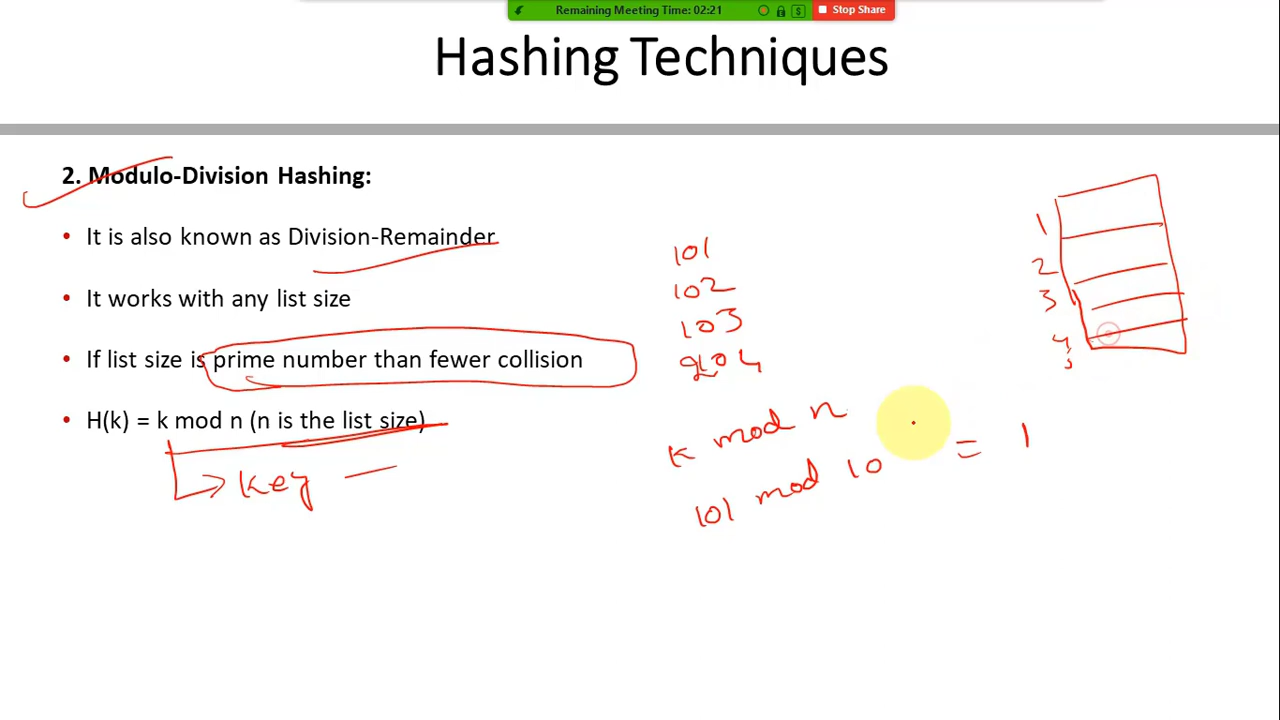 Remaining Meeting Time: 02:21 Stop Share
Hashing Techniques
2. Modulo-Division Hashing:
• It is also known as Division-Remainder
• It works with any list size
• If list size is prime number than fewer collision
• H(k) = k mod n (n is the list size)
key
101
102
103
104
k mod n
101 mod 10 = 1
1
2
3
4